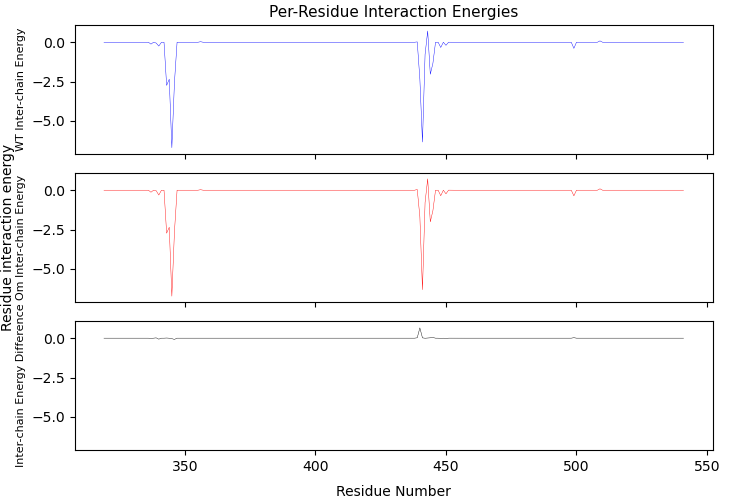 Per-Residue Interaction Energies
Residue interaction energy
WT Inter-chain Energy
0.0
−2.5
−5.0
Om Inter-chain Energy
0.0
−2.5
−5.0
Inter-chain Energy Difference
0.0
−2.5
−5.0
350 400 450 500 550
Residue Number